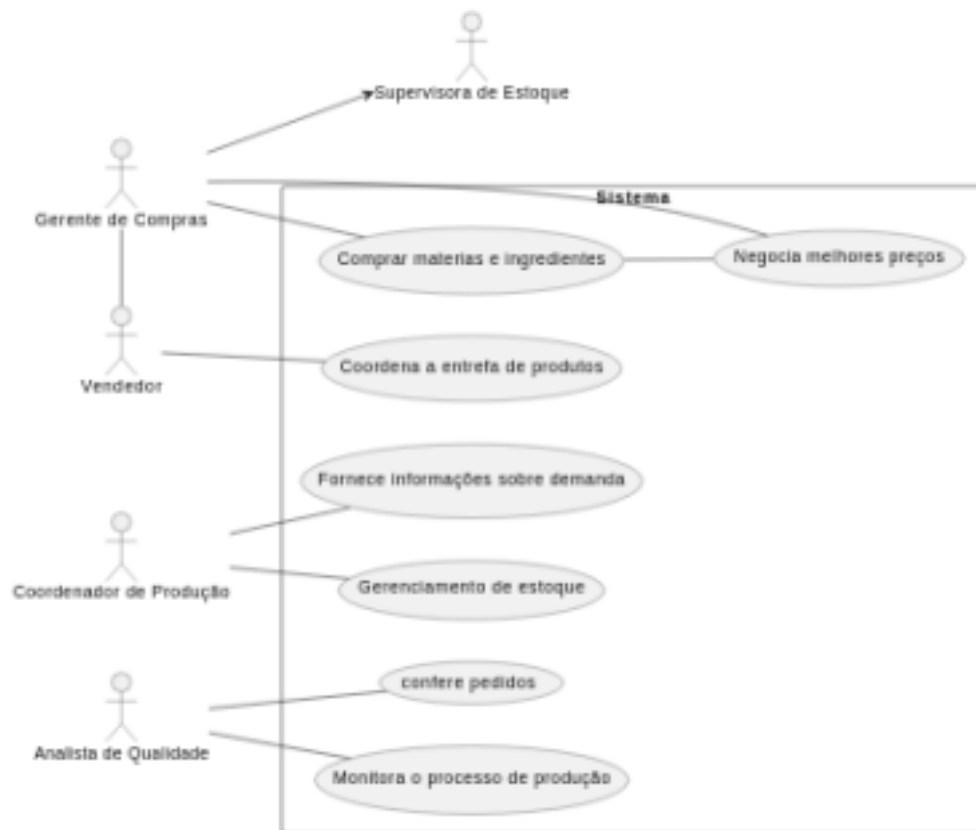 Supervisora de Estoque
Gerente de Compras
Sistema
Comprar materias e ingredientes
Negocia melhores preços
Vendedor
Coordena a entrefa de produtos
Fornece informações sobre demanda
Coordenador de Produção
Gerenciamento de estoque
confere pedidos
Analista de Qualidade
Monitora o processo de produção